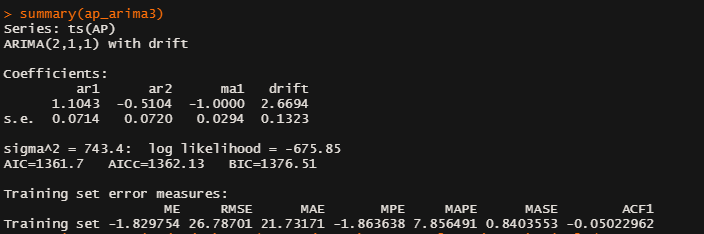 > summary(ap_arima3)
Series: ts(AP)
ARIMA(2,1,1) with drift
Coefficients:
ar1 ar2 ma1 drift
1.1043 -0.5104 -1.0000 2.6694
s.e. 0.0714 0.0720 0.0294 0.1323
sigma^2 = 743.4: log likelihood = -675.85
AIC=1361.7 AICc=1362.13 BIC=1376.51
Training set error measures:
ME RMSE MAE MPE MAPE MASE ACF1
Training set -1.829754 26.78701 21.73171 -1.863638 7.856491 0.8403553 -0.05022962